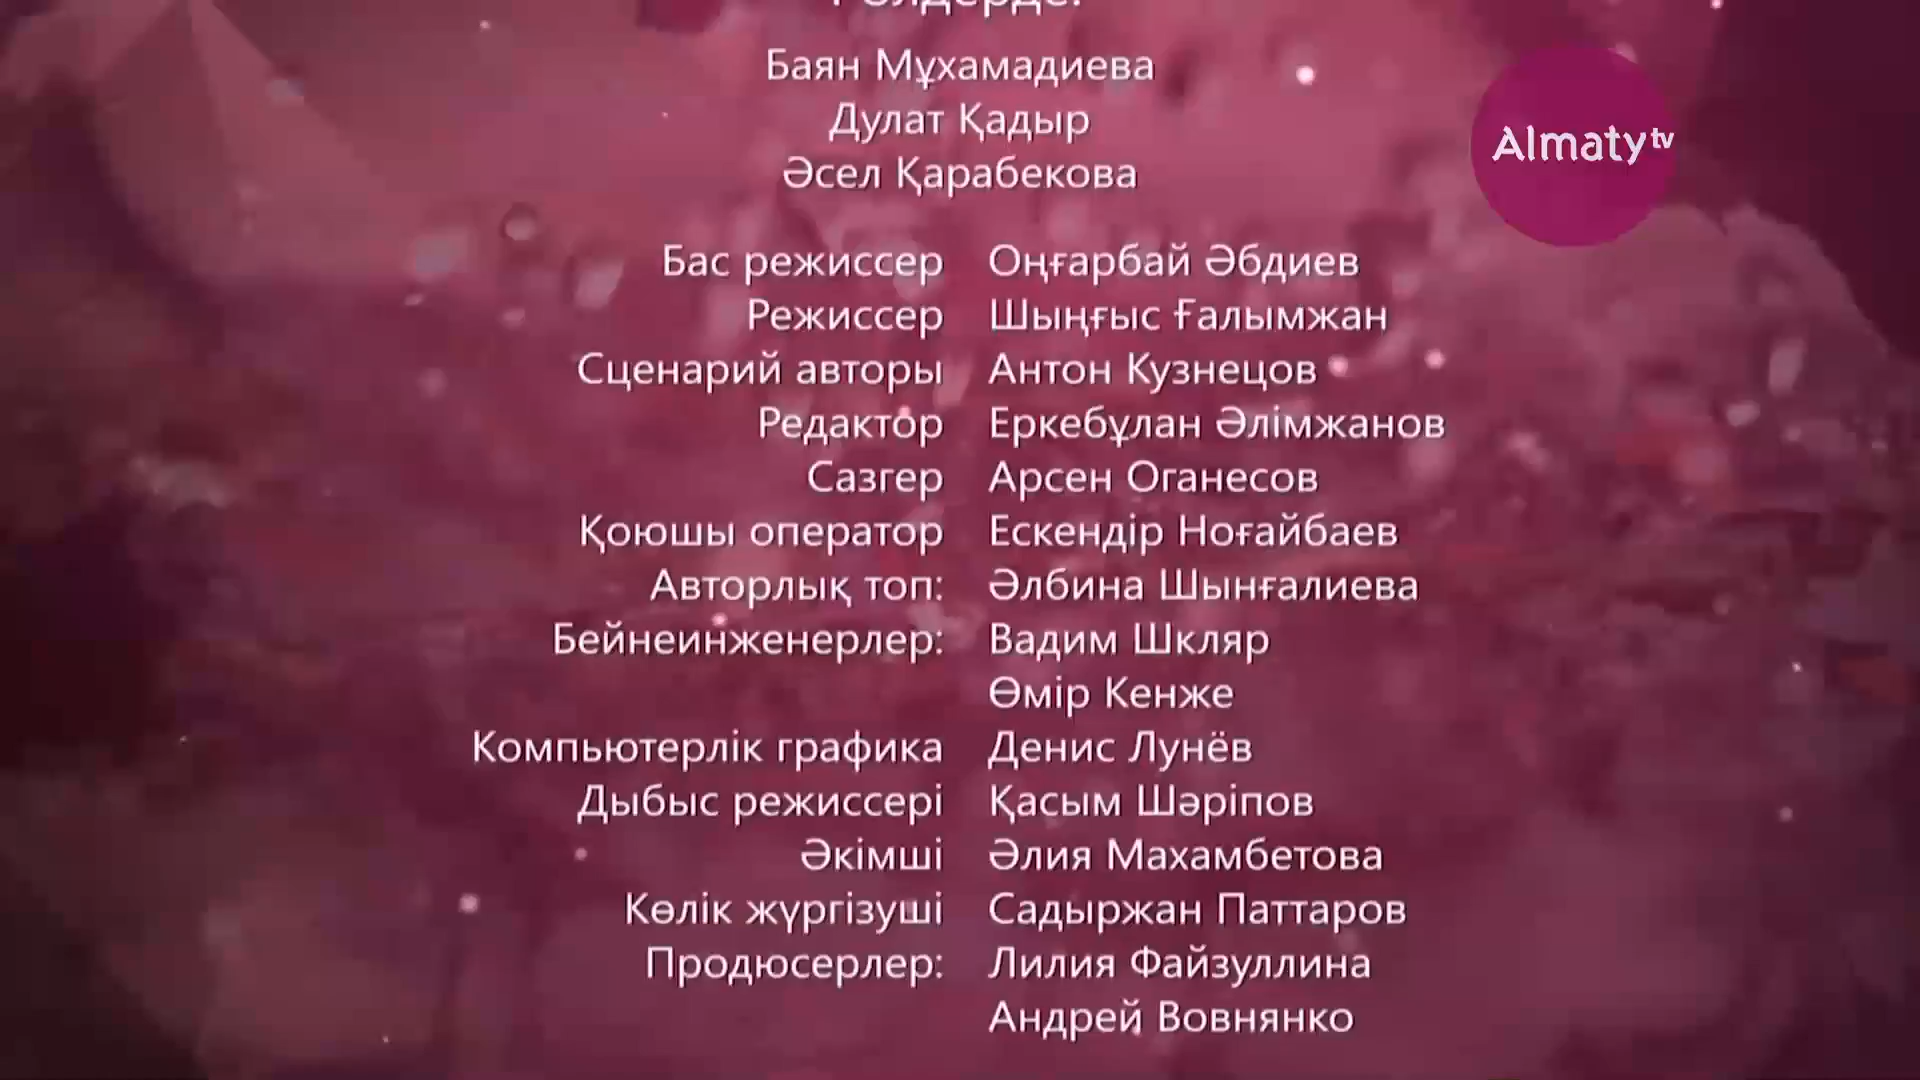 Рөлдерде:
Баян Мұхамадиева
Almaty tv
Дулат Қадыр
Әсел Қарабекова
Бас режиссер Оңғарбай Әбдиев
Режиссер Шыңғыс Ғалымжан
Сценарий авторы Антон Кузнецов
Редактор Еркебұлан Әлімжанов
Сазгер Арсен Оганесов
Қоюшы оператор Ескендір Ноғайбаев
Авторлық топ: Әлбина Шынғалиева
Бейнеинженерлер: Вадим Шкляр
Өмір Кенже
Компьютерлік графика Денис Лунёв
Дыбыс режиссері Қасым Шәріпов
Әкімші Әлия Махамбетова
Көлік жүргізуші Садыржан Паттаров
Продюсерлер: Лилия Файзуллина
Андрей Вовнянко